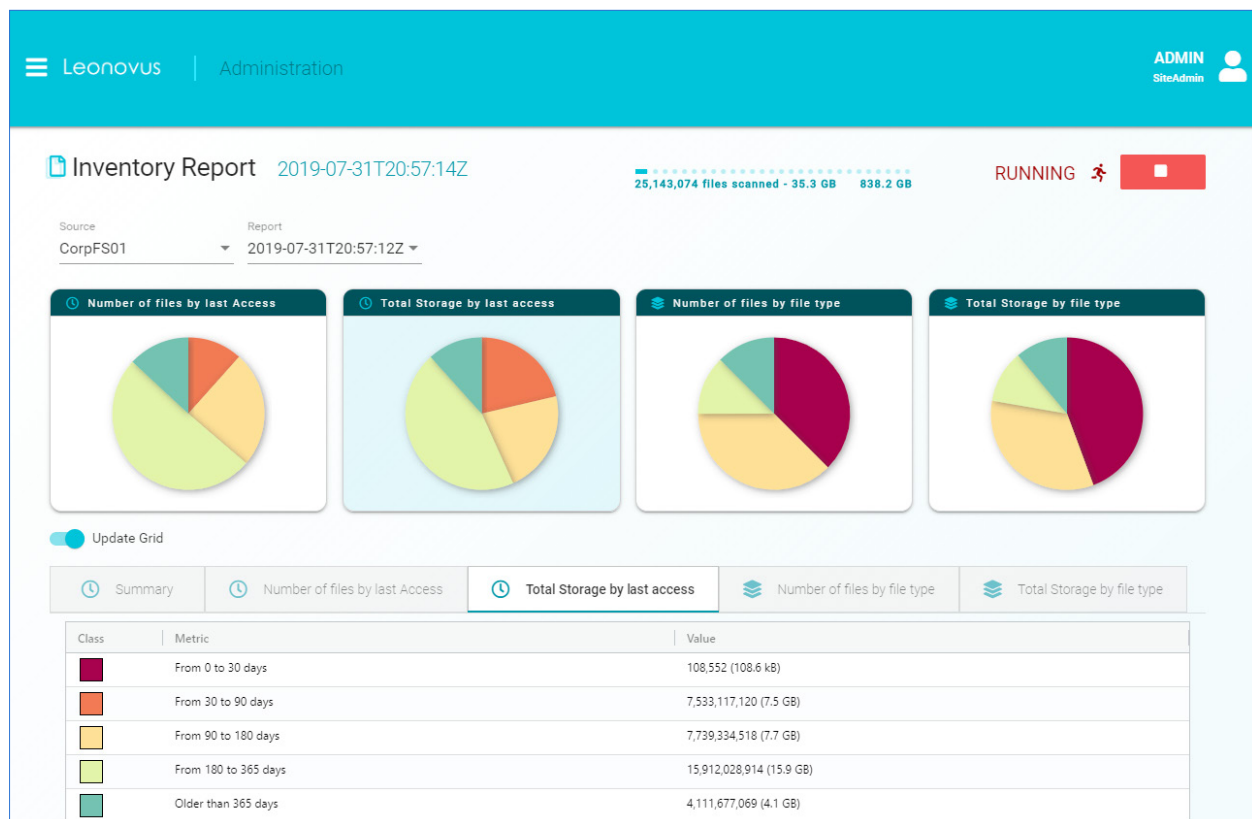 Leonovus
Administration
ADMIN
SiteAdmin
Inventory Report 2019-07-31T20:57:14Z
25,143,074 files scanned - 35.3 GB 838.2 GB
RUNNING
Source
CorpFS01
Report
2019-07-31T20:57:12Z
Number of files by last Access
Total Storage by last access
Number of files by file type
Total Storage by file type
Update Grid
Summary
Number of files by last Access
Total Storage by last access
Number of files by file type
Total Storage by file type
Class Metric Value
From 0 to 30 days 108,552 (108.6 kB)
From 30 to 90 days 7,533,117,120 (7.5 GB)
From 90 to 180 days 7,739,334,518 (7.7 GB)
From 180 to 365 days 15,912,028,914 (15.9 GB)
Older than 365 days 4,111,677,069 (4.1 GB)